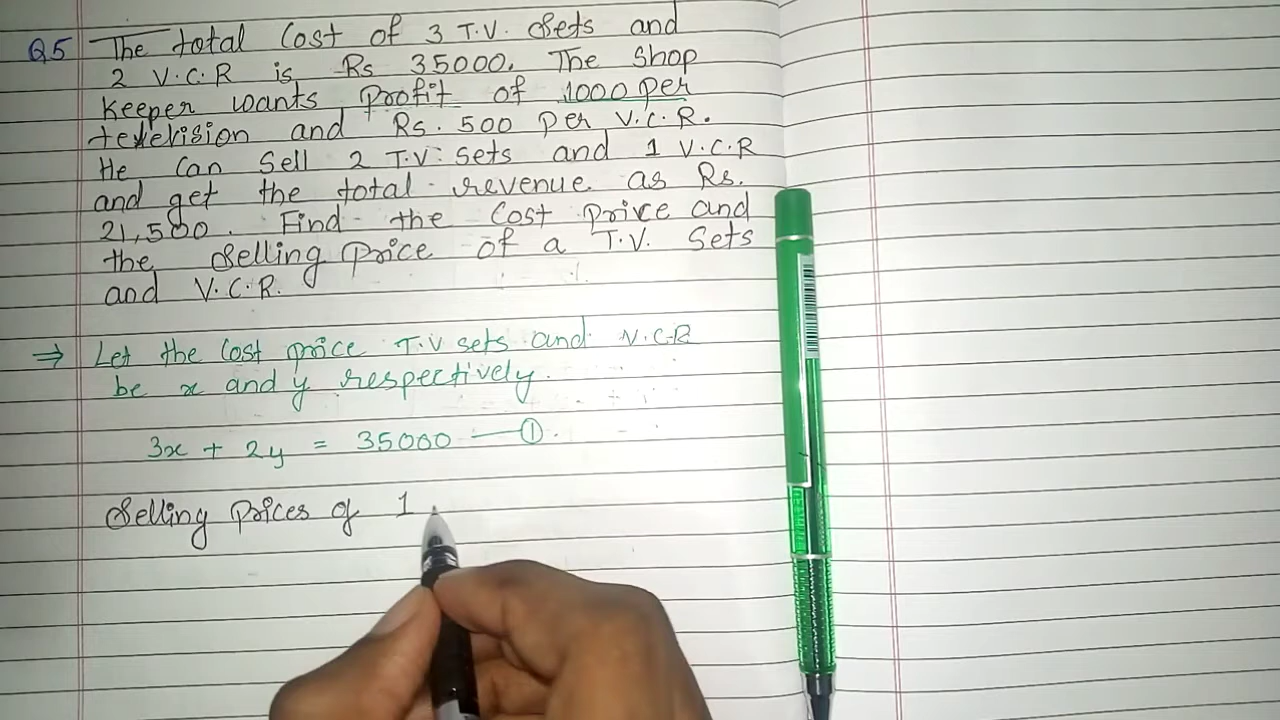 Q5 The total Cost of 3 T.V. Sets and
2 V.C.R is Rs 35000. The Shop
Keeper wants Profit of 1000 per
television and Rs. 500 per V.C.R.
He can Sell 2 T.V. Sets and 1 V.C.R
and get the total revenue as Rs.
21,500. Find the Cost Price and
the Selling Price of a T.V. Sets
and V.C.R.
⇒ Let the Cost price T.V sets and V.C.R
be x and y respectively.
3x + 2y = 35000 — ①.
Selling Prices of 1